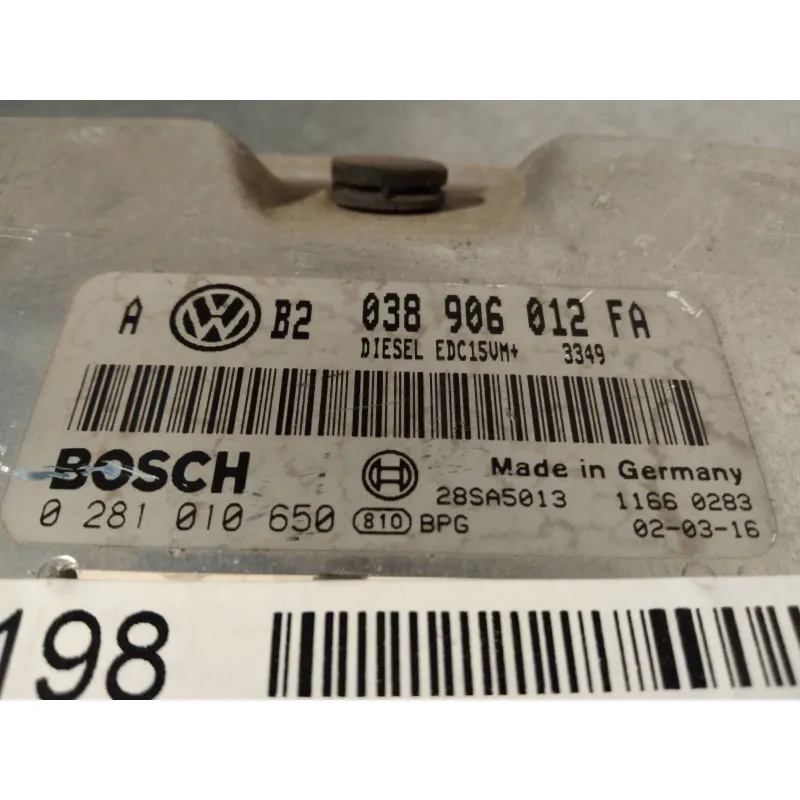 A VW B2 038 906 012 FA
DIESEL EDC15VM+ 3349
BOSCH Made in Germany
28SA5013 1166 0283
0 281 010 650 810 BPG 02-03-16
198